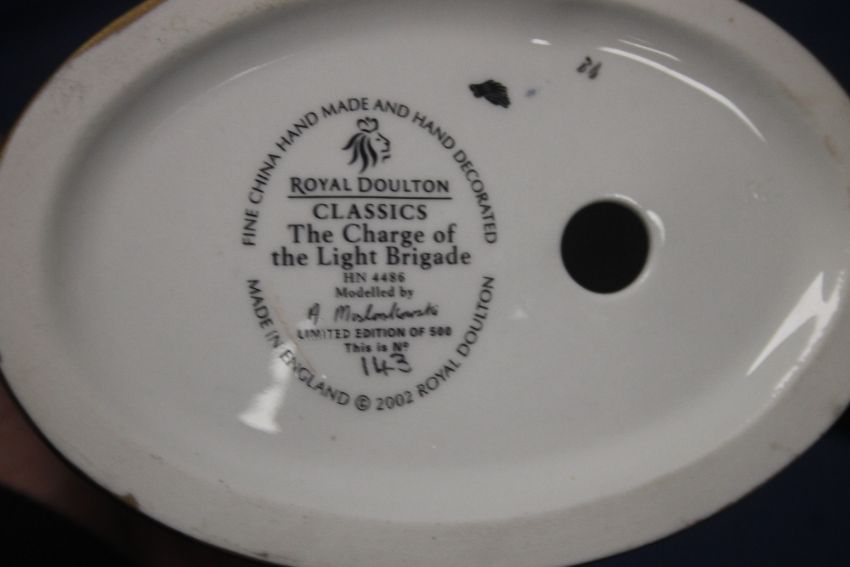 FINE CHINA HAND MADE AND HAND DECORATED
ROYAL DOULTON
CLASSICS
The Charge of
the Light Brigade
HN 4486
Modelled by
A. Maslankowski
LIMITED EDITION OF 500
This is Nº
143
MADE IN ENGLAND © 2002 ROYAL DOULTON